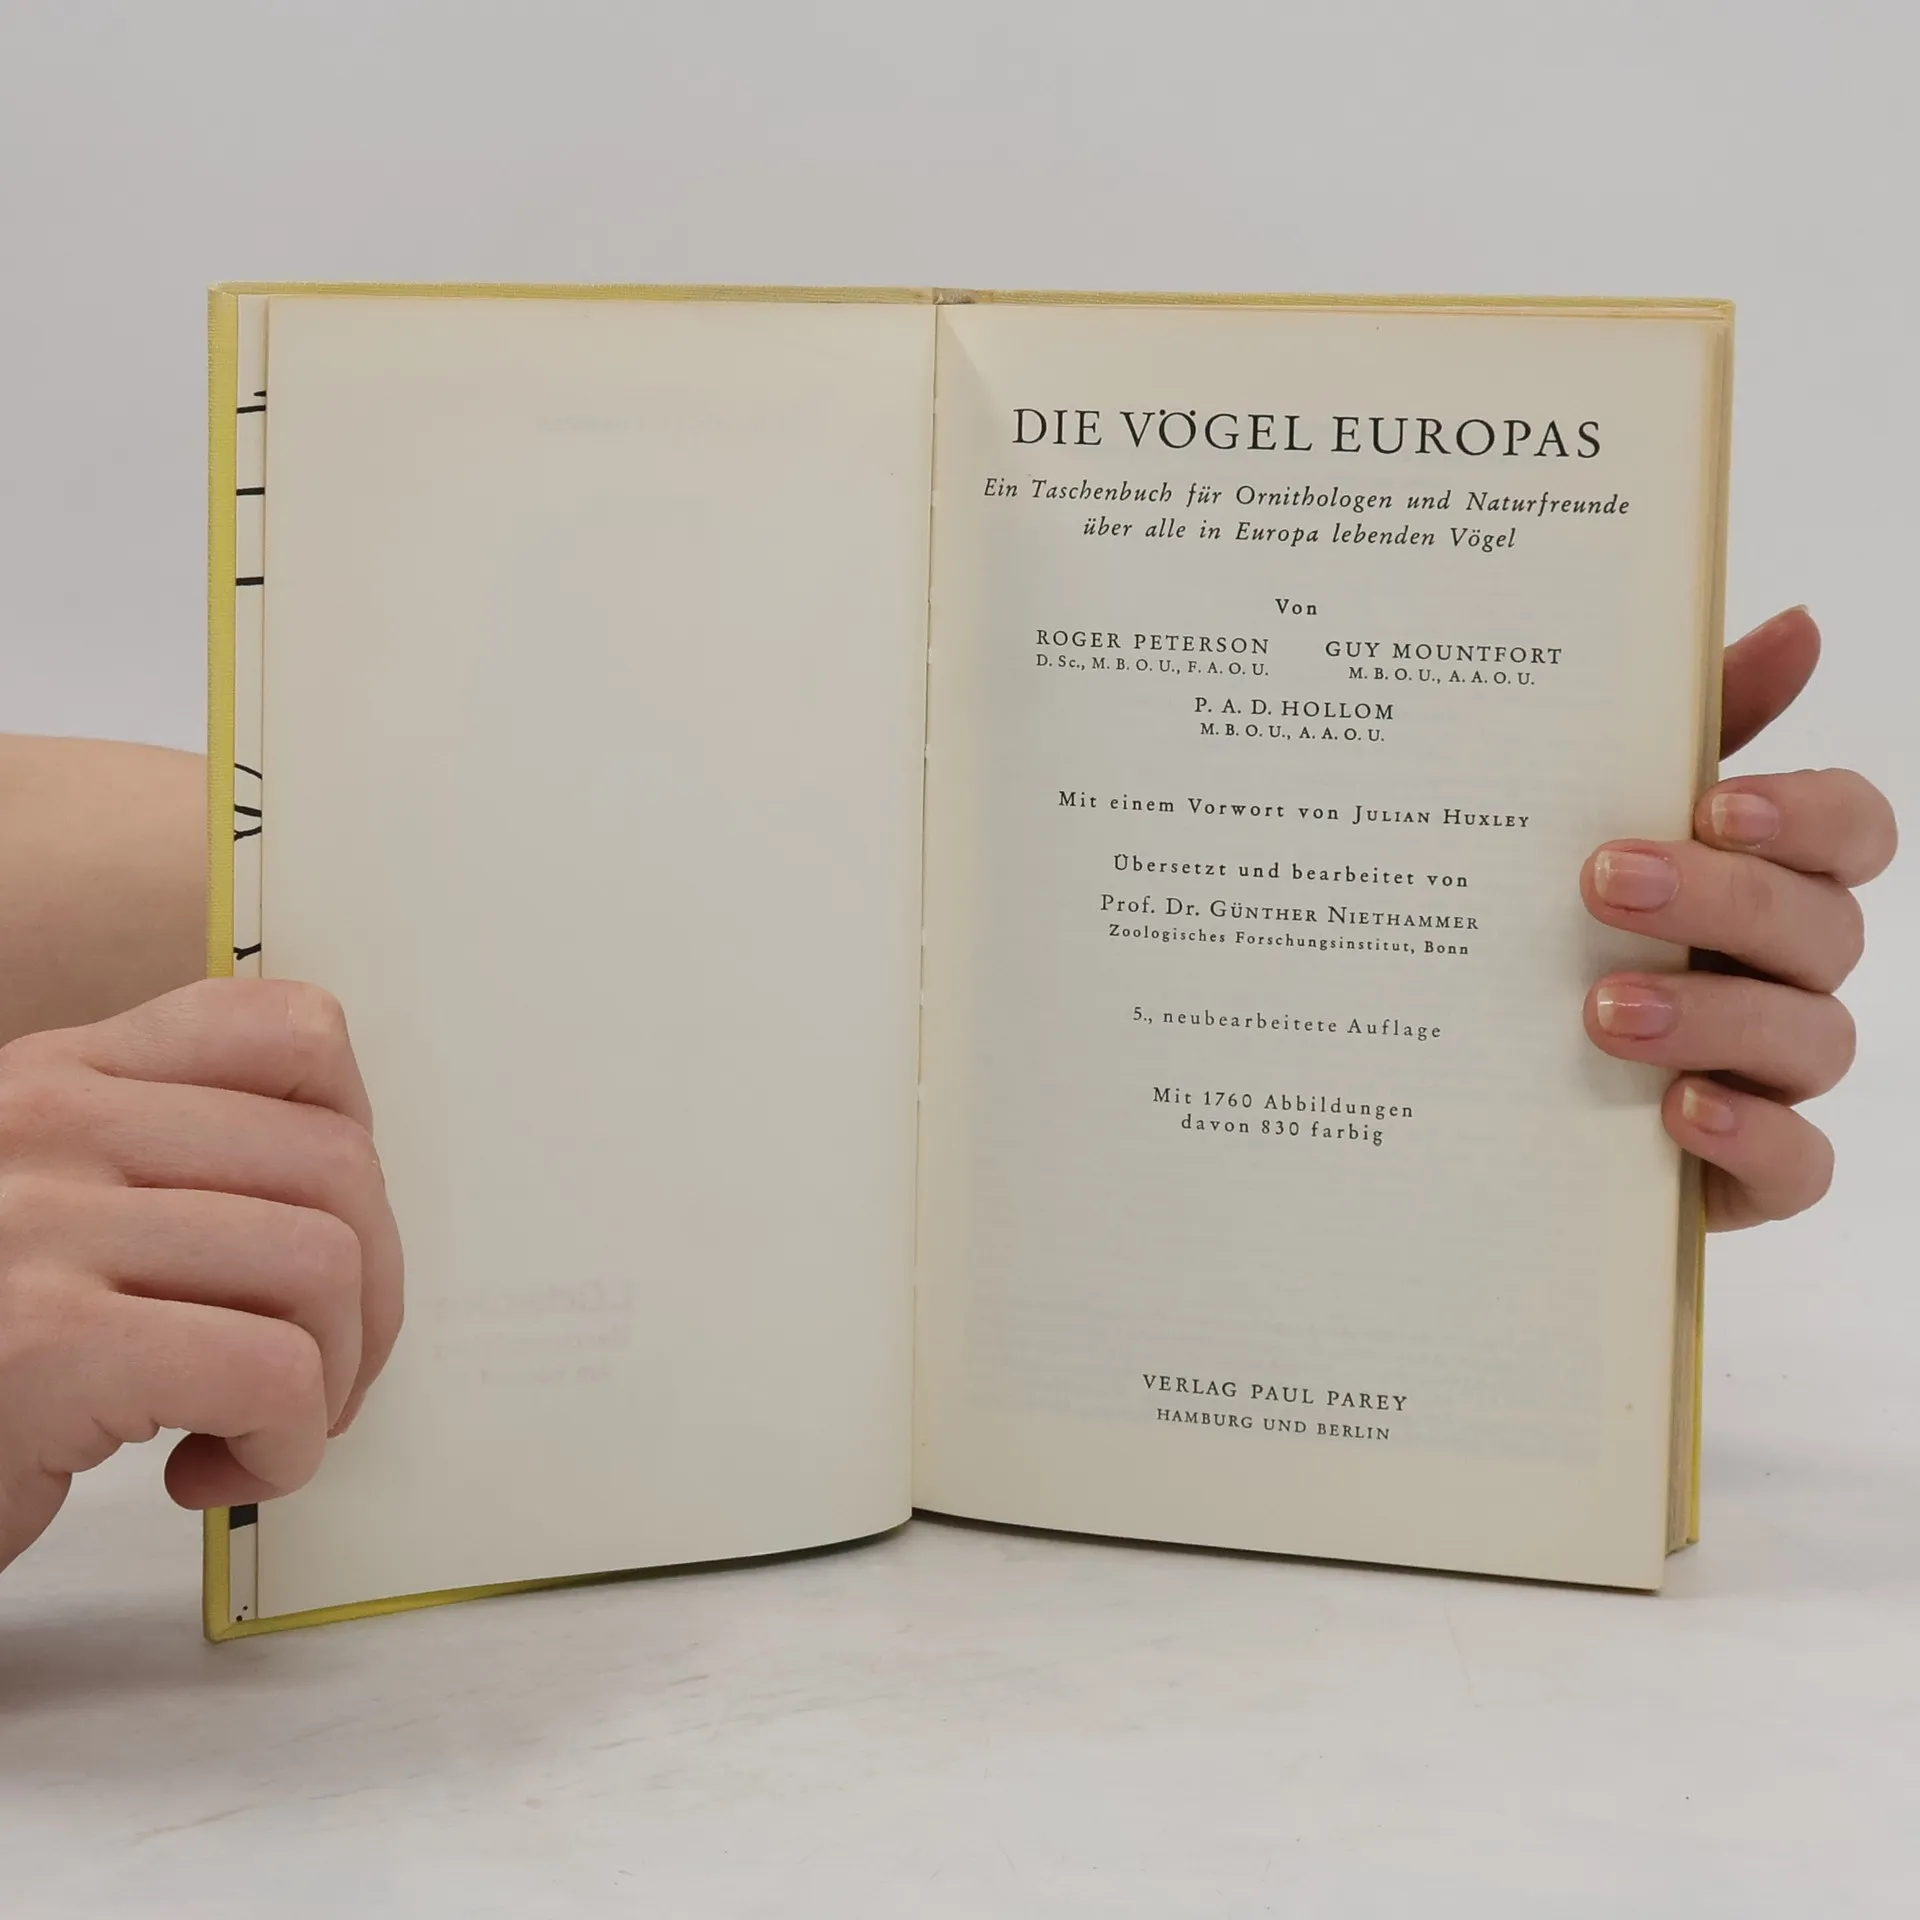 DIE VÖGEL EUROPAS
Ein Taschenbuch für Ornithologen und Naturfreunde
über alle in Europa lebenden Vögel
Von
ROGER PETERSON GUY MOUNTFORT
D. Sc., M. B. O. U., F. A. O. U. M. B. O. U., A. A. O. U.
P. A. D. HOLLOM
M. B. O. U., A. A. O. U.
Mit einem Vorwort von JULIAN HUXLEY
Übersetzt und bearbeitet von
Prof. Dr. GÜNTHER NIETHAMMER
Zoologisches Forschungsinstitut, Bonn
5., neubearbeitete Auflage
Mit 1760 Abbildungen
davon 830 farbig
VERLAG PAUL PAREY
HAMBURG UND BERLIN